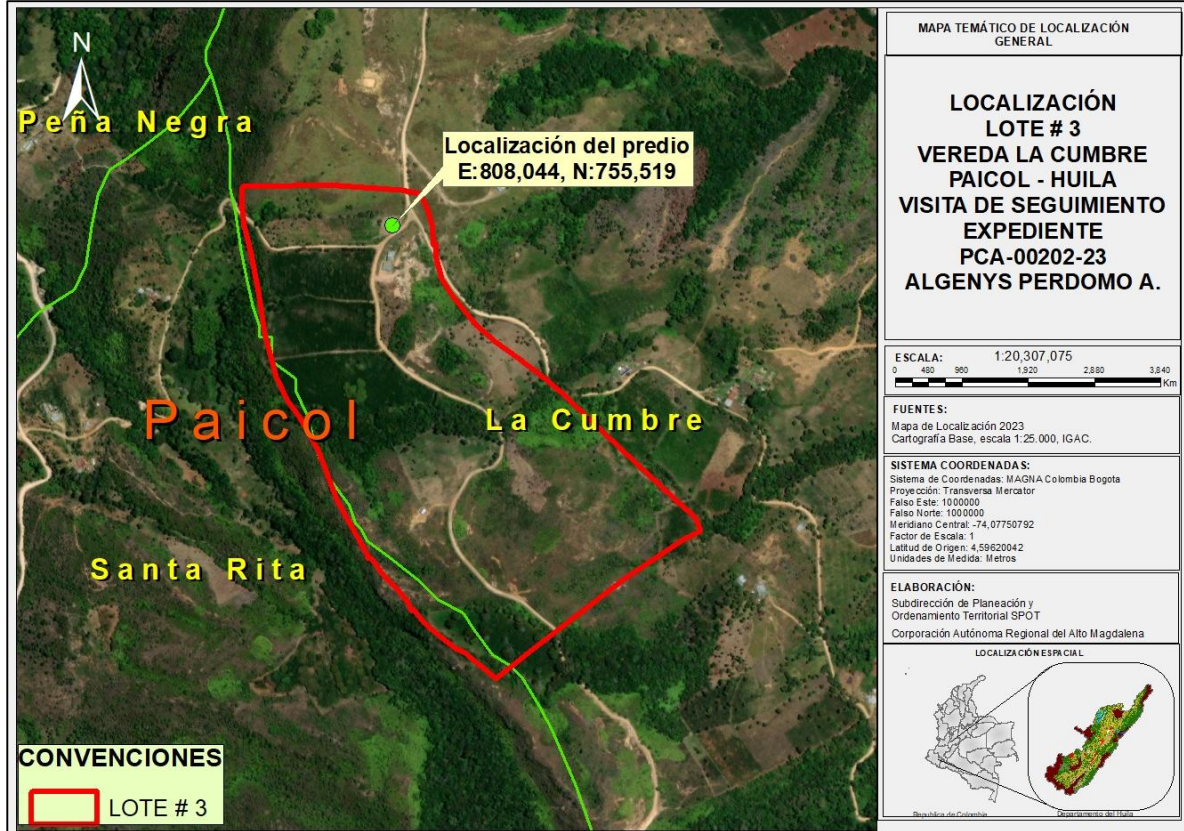 N
Peña Negra
Localización del predio
E:808,044, N:755,519
Paicol
La Cumbre
Santa Rita
CONVENCIONES
LOTE # 3
MAPA TEMÁTICO DE LOCALIZACIÓN
GENERAL
LOCALIZACIÓN
LOTE # 3
VEREDA LA CUMBRE
PAICOL - HUILA
VISITA DE SEGUIMIENTO
EXPEDIENTE
PCA-00202-23
ALGENYS PERDOMO A.
ESCALA: 1:20,307,075
0 480 960 1,920 2,880 3,840
Km
FUENTES:
Mapa de Localización 2023
Cartografía Base, escala 1:25.000, IGAC.
SISTEMA COORDENADAS:
Sistema de Coordenadas: MAGNA Colombia Bogota
Proyección: Transversa Mercator
Falso Este: 1000000
Falso Norte: 1000000
Meridiano Central: -74,07750792
Factor de Escala: 1
Latitud de Origen: 4,59620042
Unidades de Medida: Metros
ELABORACIÓN:
Subdirección de Planeación y
Ordenamiento Territorial SPOT
Corporación Autónoma Regional del Alto Magdalena
LOCALIZACIÓN ESPACIAL
Republica de Colombia Departamento del Huila